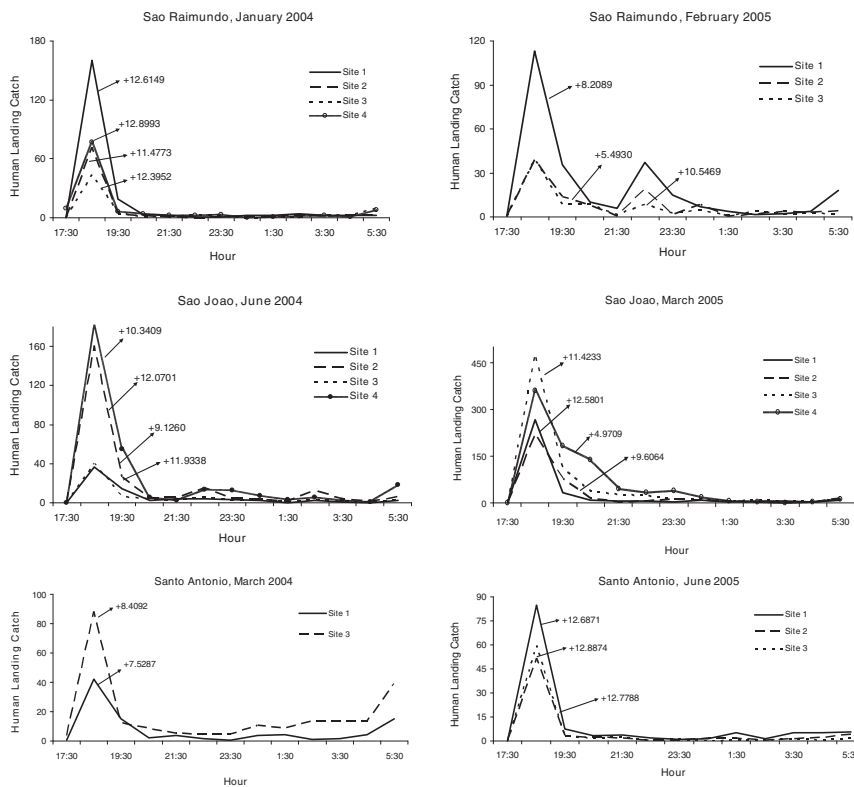 Sao Raimundo, January 2004
Human Landing Catch
180
120
60
0
+12.6149
+12.8993
+11.4773
+12.3952
Site 1
Site 2
Site 3
Site 4
17:30 19:30 21:30 23:30 1:30 3:30 5:30
Hour
Sao Raimundo, February 2005
Human Landing Catch
120
90
60
30
0
+8.2089
+5.4930
+10.5469
Site 1
Site 2
Site 3
17:30 19:30 21:30 23:30 1:30 3:30 5:30
Hour
Sao Joao, June 2004
Human Landing Catch
160
120
80
40
0
+10.3409
+12.0701
+9.1260
+11.9338
Site 1
Site 2
Site 3
Site 4
17:30 19:30 21:30 23:30 1:30 3:30 5:30
Hour
Sao Joao, March 2005
Human Landing Catch
450
300
150
0
+11.4233
+12.5801
+4.9709
+9.6064
Site 1
Site 2
Site 3
Site 4
17:30 19:30 21:30 23:30 1:30 3:30 5:30
Hour
Santo Antonio, March 2004
Human Landing Catch
100
80
60
40
20
0
+8.4092
+7.5287
Site 1
Site 3
17:30 19:30 21:30 23:30 1:30 3:30 5:30
Hour
Santo Antonio, June 2005
Human Landing Catch
90
75
60
45
30
15
0
+12.6871
+12.8874
+12.7788
Site 1
Site 2
Site 3
17:30 19:30 21:30 23:30 1:30 3:30
Hour